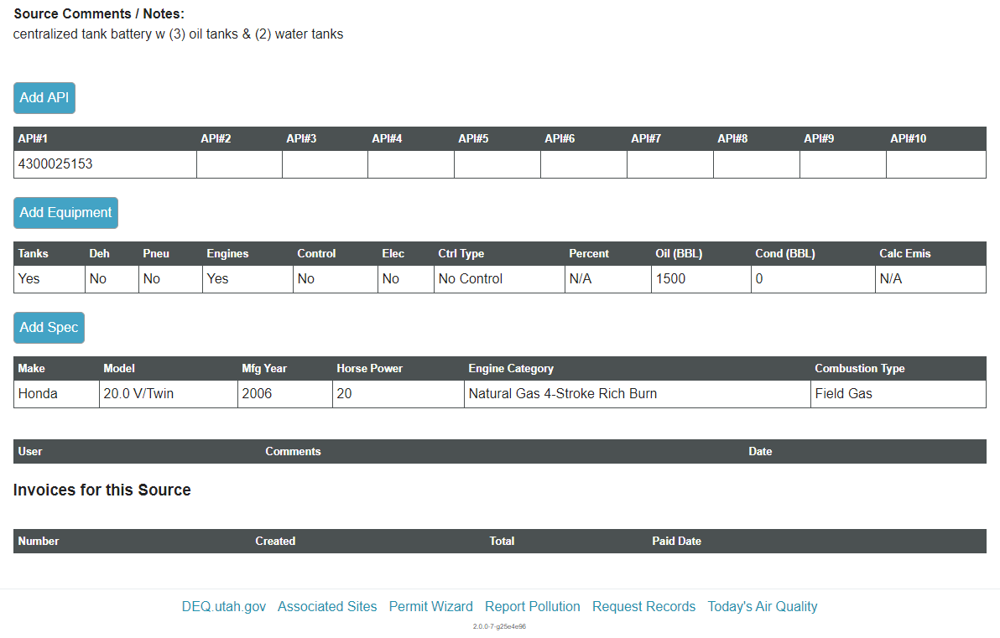 Source Comments / Notes:
centralized tank battery w (3) oil tanks & (2) water tanks
Add API
API#1 API#2 API#3 API#4 API#5 API#6 API#7 API#8 API#9 API#10
4300025153
Add Equipment
Tanks Deh Pneu Engines Control Elec Ctrl Type Percent Oil (BBL) Cond (BBL) Calc Emis
Yes No No Yes No No No Control N/A 1500 0 N/A
Add Spec
Make Model Mfg Year Horse Power Engine Category Combustion Type
Honda 20.0 V/Twin 2006 20 Natural Gas 4-Stroke Rich Burn Field Gas
User Comments Date
Invoices for this Source
Number Created Total Paid Date
DEQ.utah.gov Associated Sites Permit Wizard Report Pollution Request Records Today's Air Quality
2.0.0-7-g25e4e96